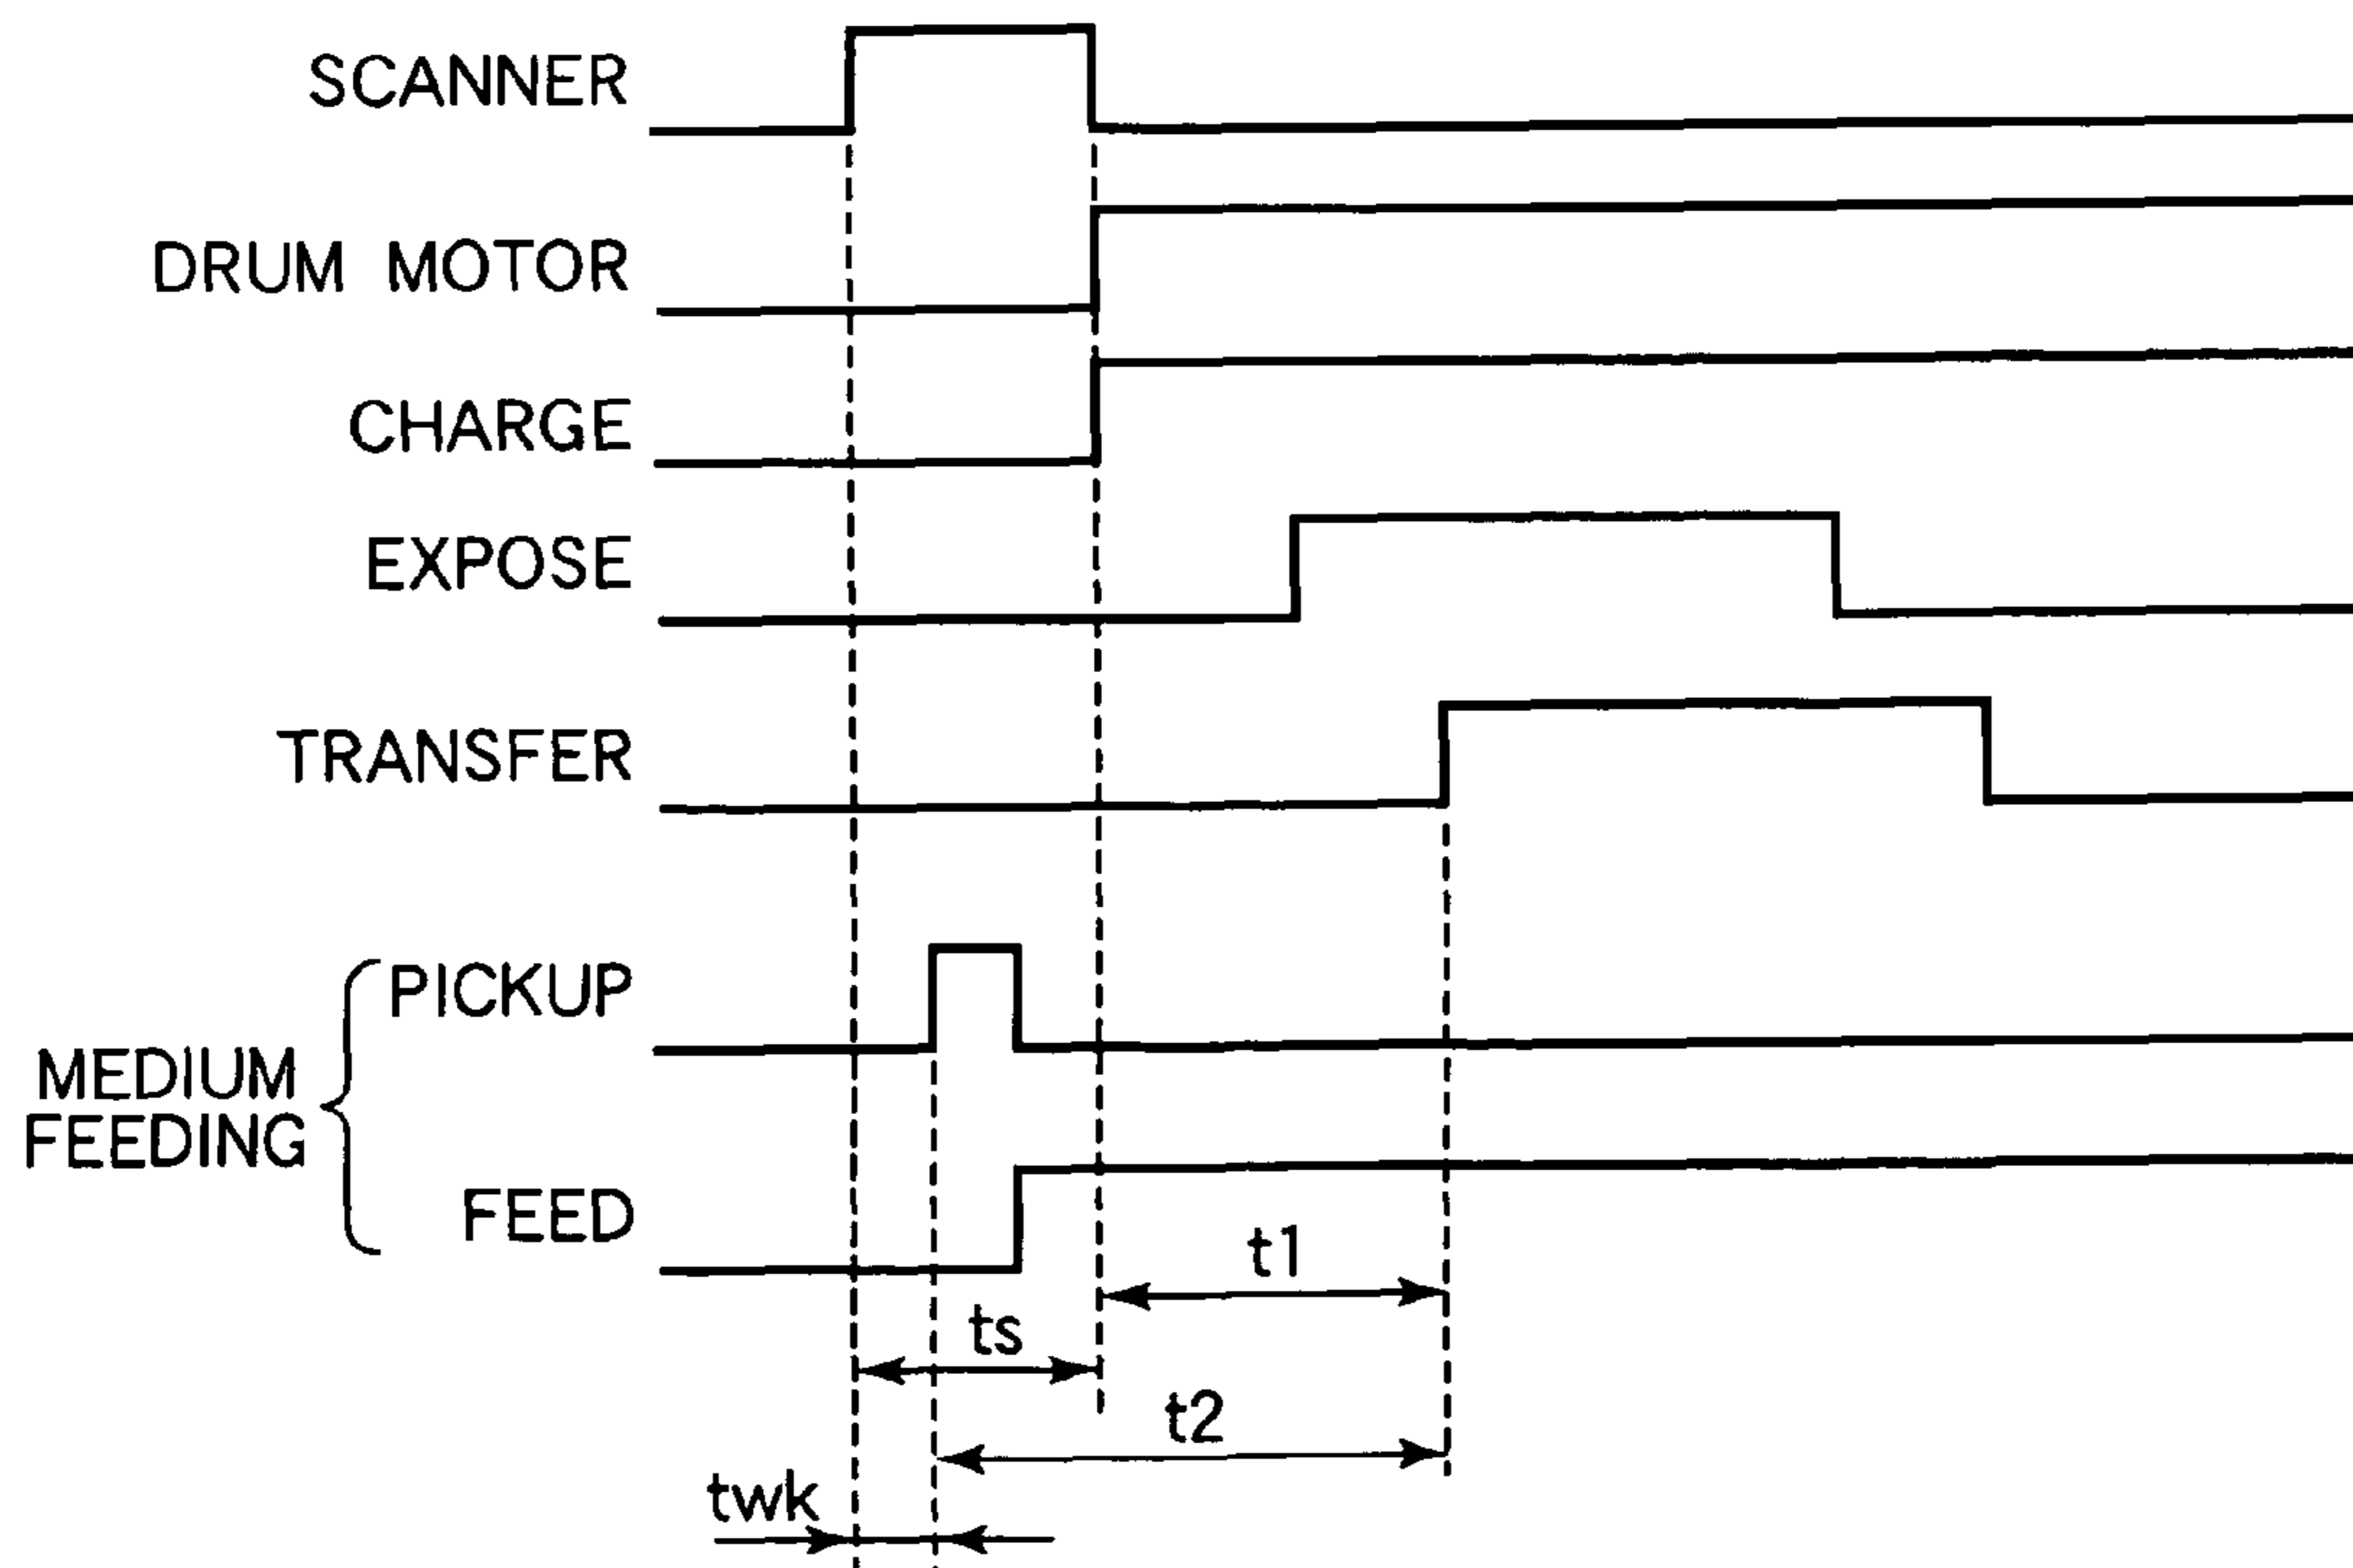 SCANNER
DRUM MOTOR
CHARGE
EXPOSE
TRANSFER
PICKUP
MEDIUM
FEEDING
FEED
t1
ts
t2
twk